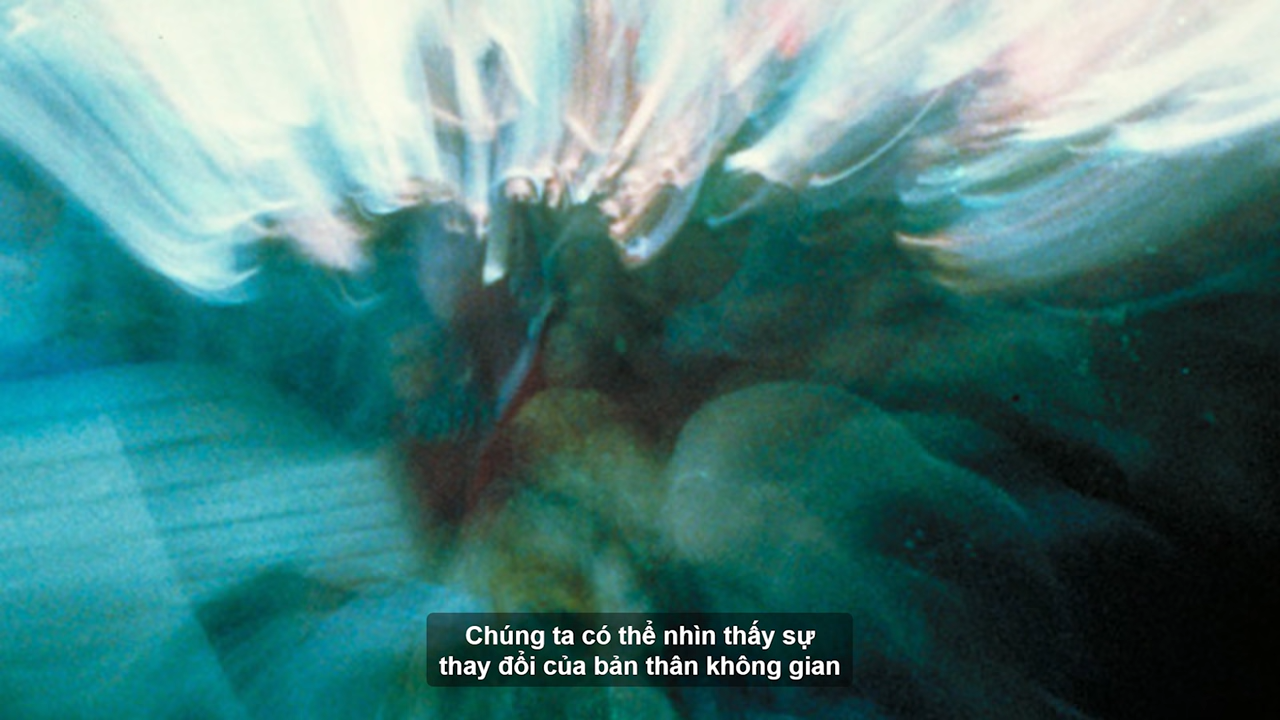 Chúng ta có thể nhìn thấy sự
thay đổi của bản thân không gian